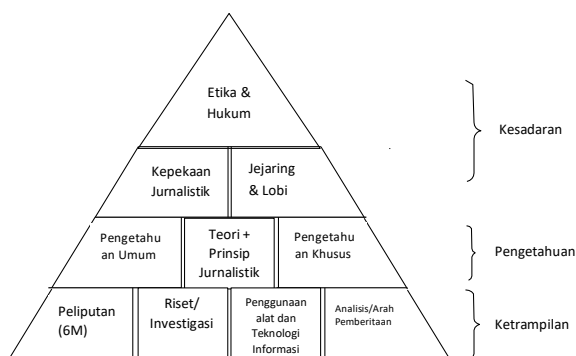 Etika &
Hukum
Kesadaran
Kepekaan
Jurnalistik
Jejaring
& Lobi
Pengetahu
an Umum
Teori +
Prinsip
Jurnalistik
Pengetahu
an Khusus
Pengetahuan
Peliputan
(6M)
Riset/
Investigasi
Penggunaan
alat dan
Teknologi
Informasi
Analisis/Arah
Pemberitaan
Ketrampilan